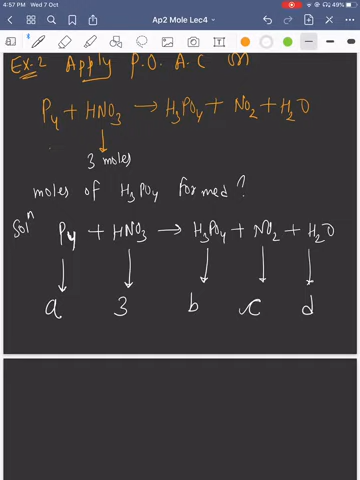 4:57 PM Wed 7 Oct
Ap2 Mole Lec4
Ex-2 Apply P.O.A.C on
P4 + HNO3 → H3PO4 + NO2 + H2O
3 moles
moles of H3PO4 formed?
Solⁿ P4 + HNO3 → H3PO4 + NO2 + H2O
a 3 b c d